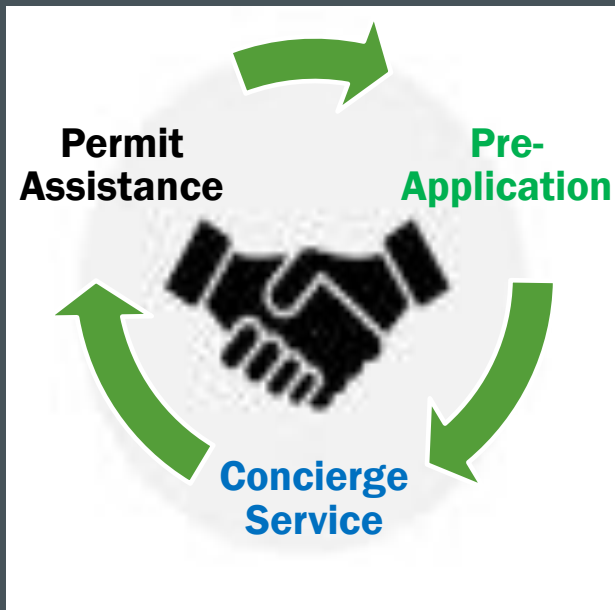 Permit
Assistance
Pre-
Application
Concierge
Service